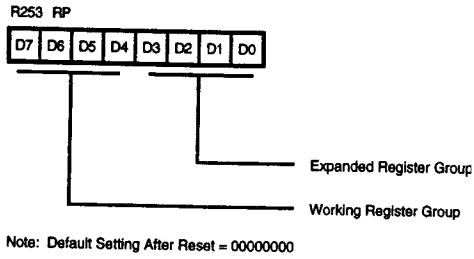 R253 RP
D7 D6 D5 D4 D3 D2 D1 D0
Expanded Register Group
Working Register Group
Note: Default Setting After Reset = 00000000